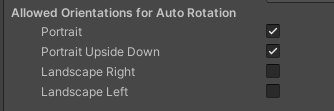 Allowed Orientations for Auto Rotation
Portrait
Portrait Upside Down
Landscape Right
Landscape Left